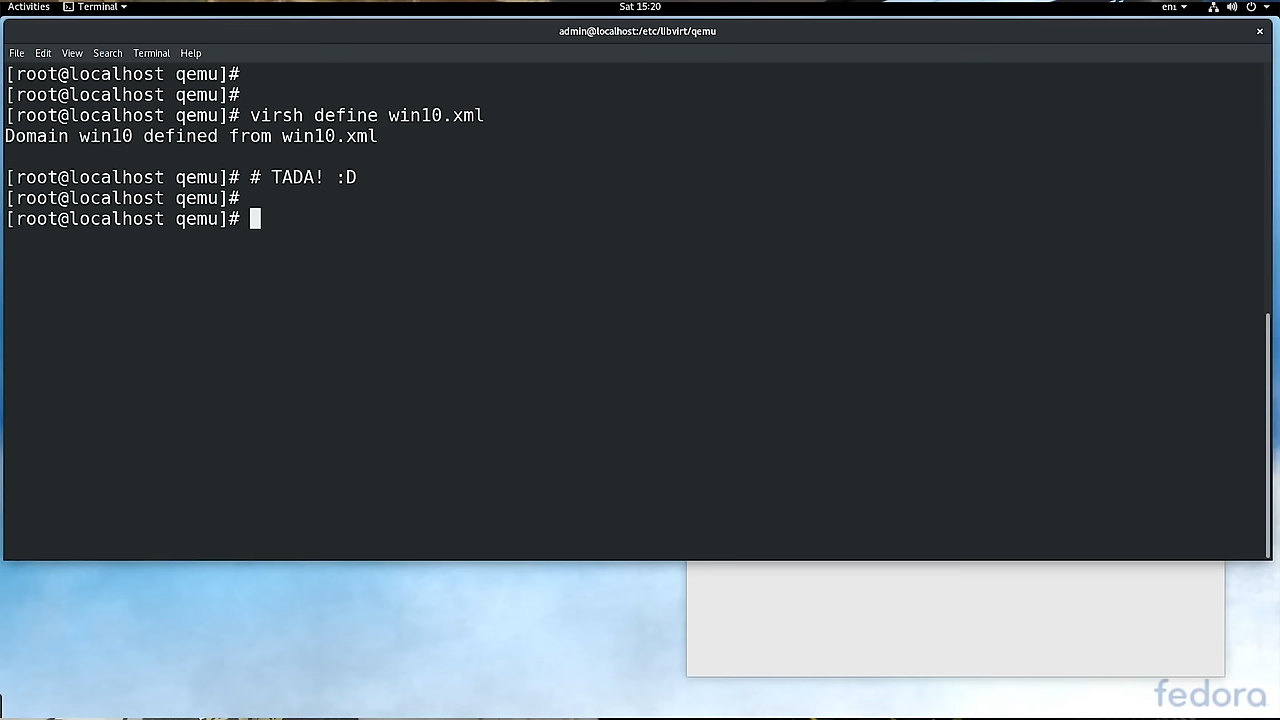 Activities Terminal Sat 15:20 en1
admin@localhost:/etc/libvirt/qemu ×
File Edit View Search Terminal Help
[root@localhost qemu]#
[root@localhost qemu]#
[root@localhost qemu]# virsh define win10.xml
Domain win10 defined from win10.xml
[root@localhost qemu]# # TADA! :D
[root@localhost qemu]#
[root@localhost qemu]#
fedora